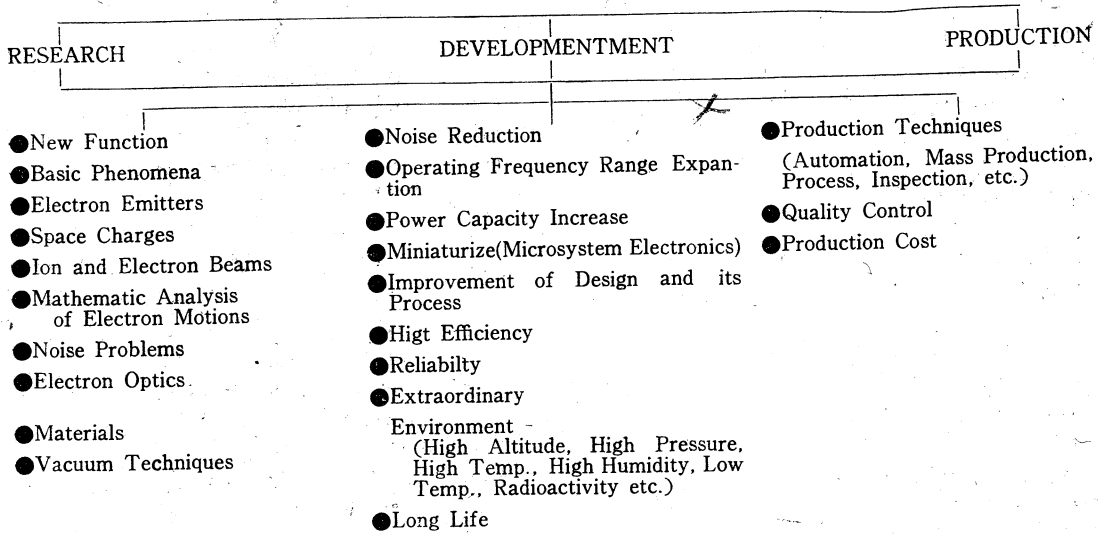 RESEARCH
DEVELOPMENTMENT
PRODUCTION
●New Function
●Basic Phenomena
●Electron Emitters
●Space Charges
●Ion and Electron Beams
●Mathematic Analysis
of Electron Motions
●Noise Problems
●Electron Optics
●Materials
●Vacuum Techniques
●Noise Reduction
●Operating Frequency Range Expan-
tion
●Power Capacity Increase
●Miniaturize(Microsystem Electronics)
●Improvement of Design and its
Process
●Higt Efficiency
●Reliabilty
●Extraordinary
Environment
(High Altitude, High Pressure,
High Temp., High Humidity, Low
Temp., Radioactivity etc.)
●Long Life
●Production Techniques
(Automation, Mass Production,
Process, Inspection, etc.)
●Quality Control
●Production Cost